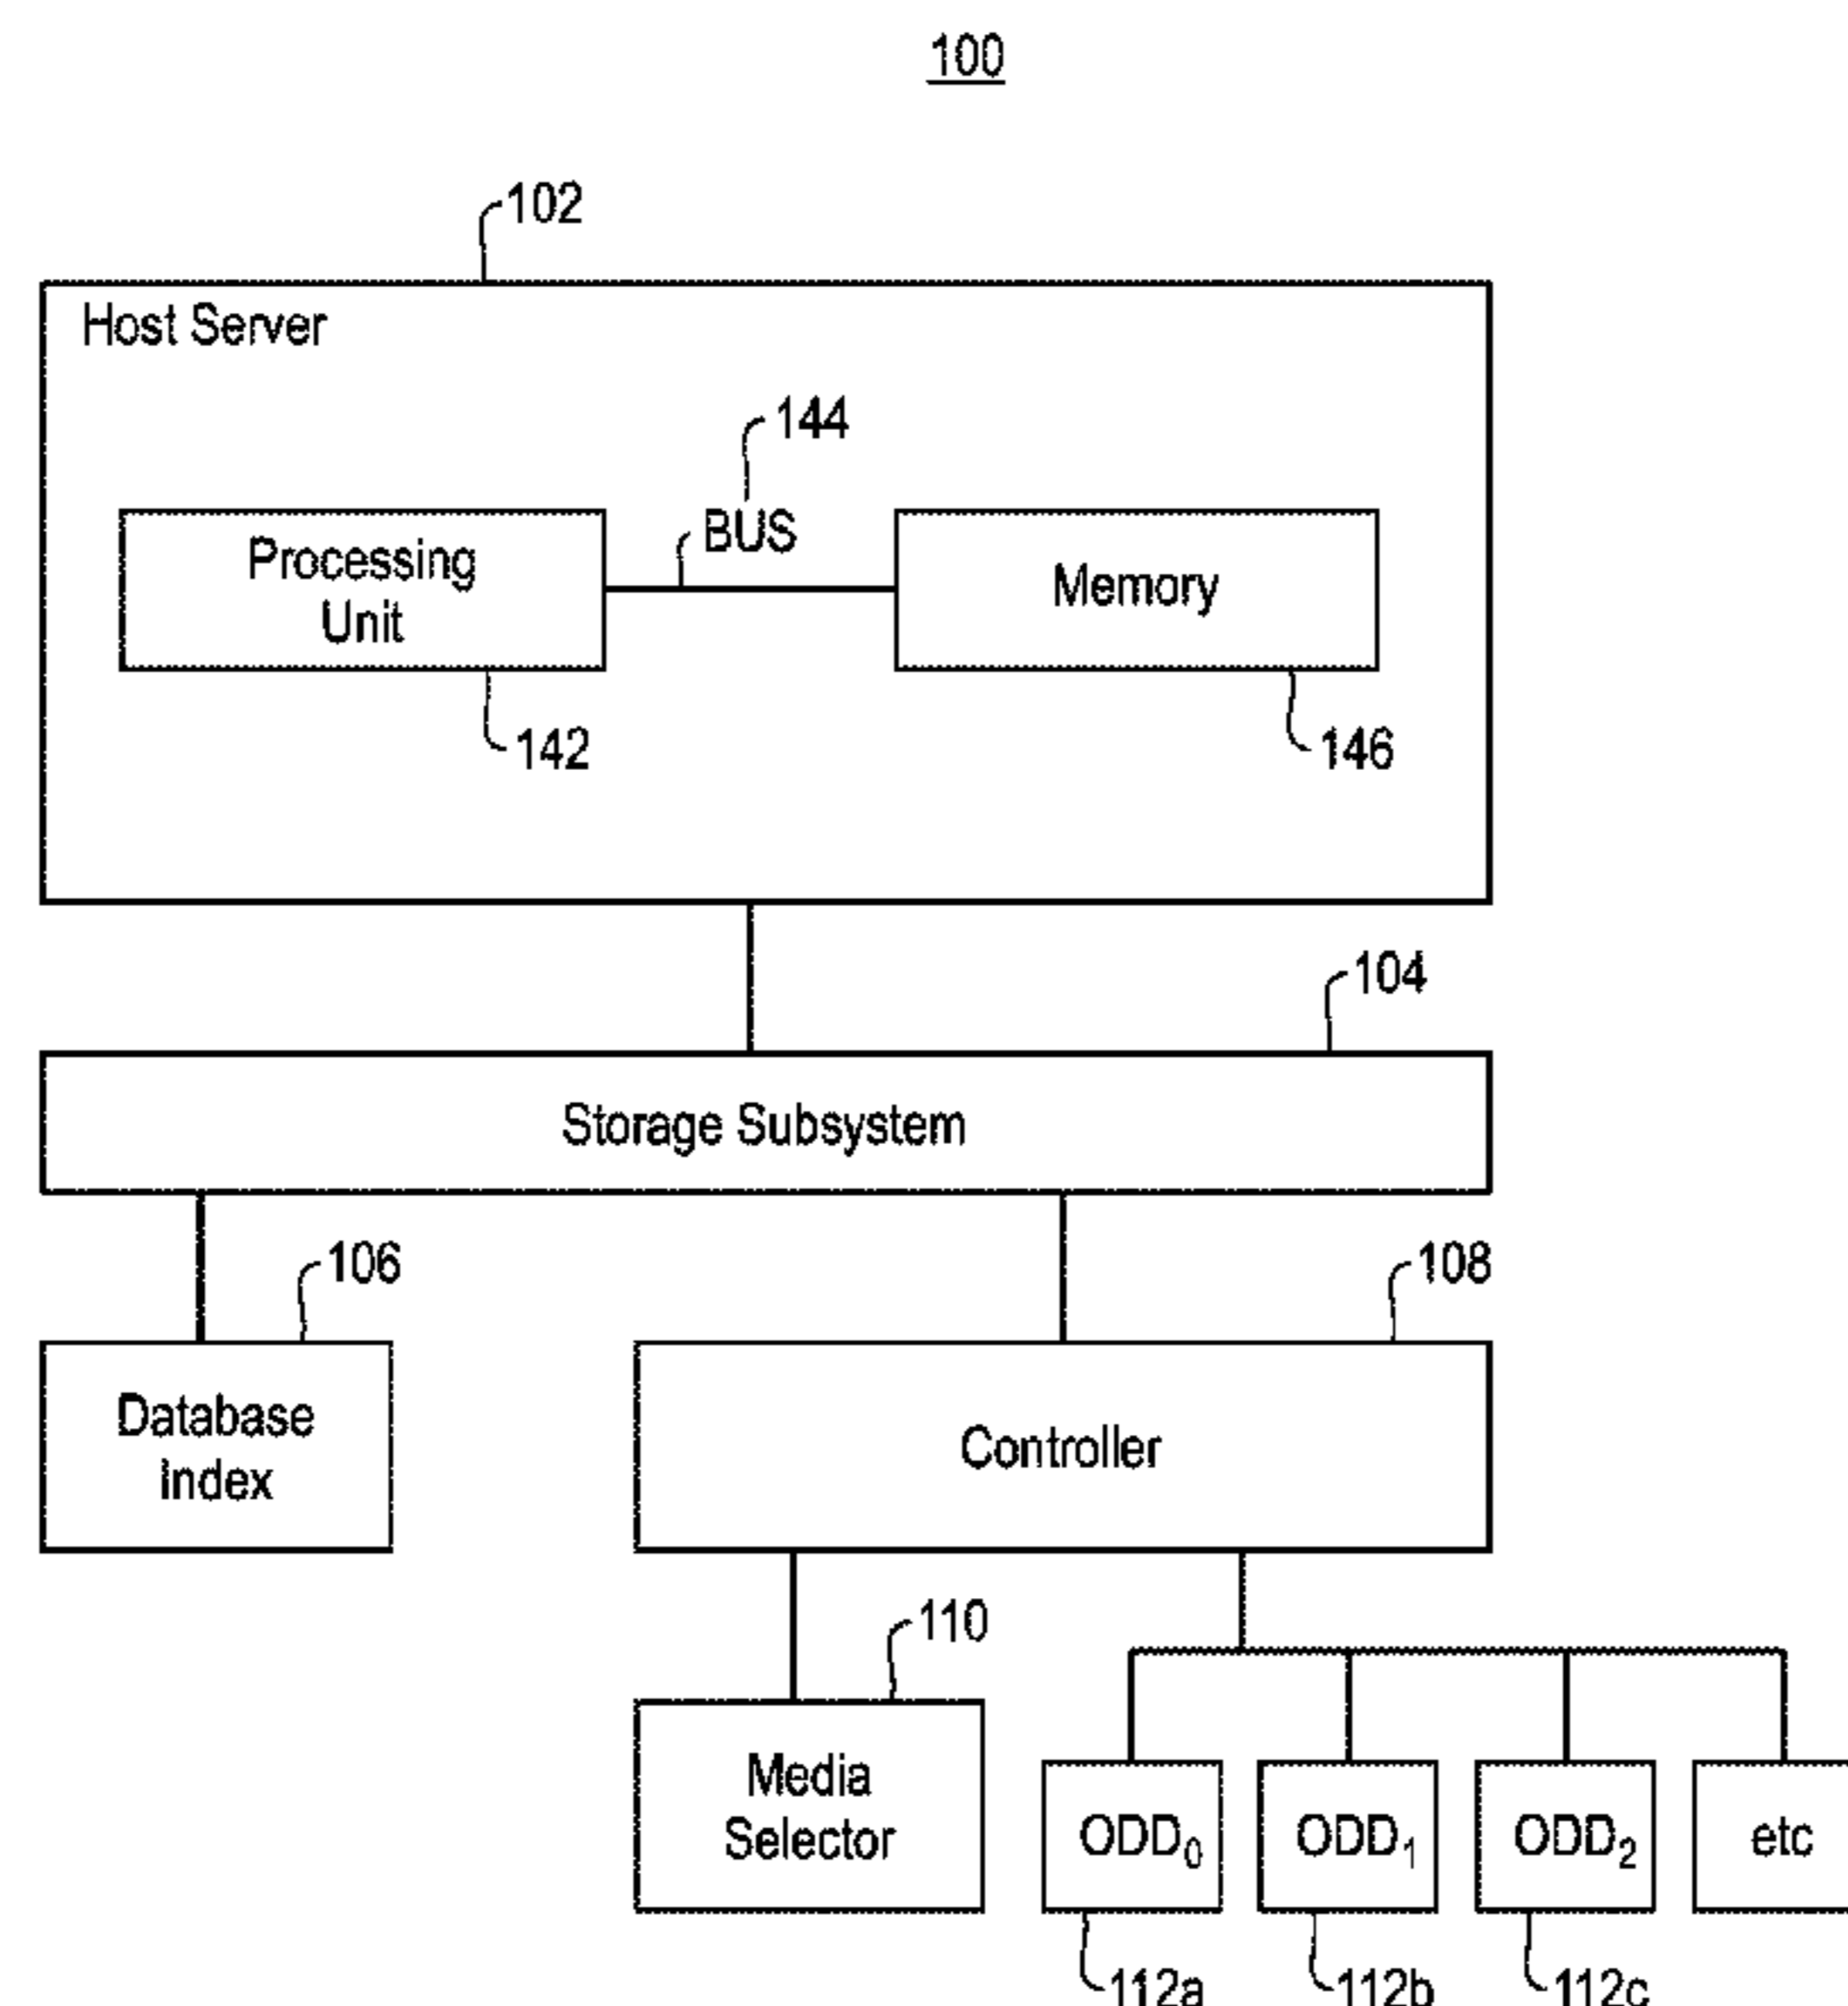 100
102
Host Server
144
BUS
Processing
Unit
Memory
142
146
104
Storage Subsystem
106
108
Database
Index
Controller
110
Media
Selector
ODD₀
ODD₁
ODD₂
etc
112a
112b
112c